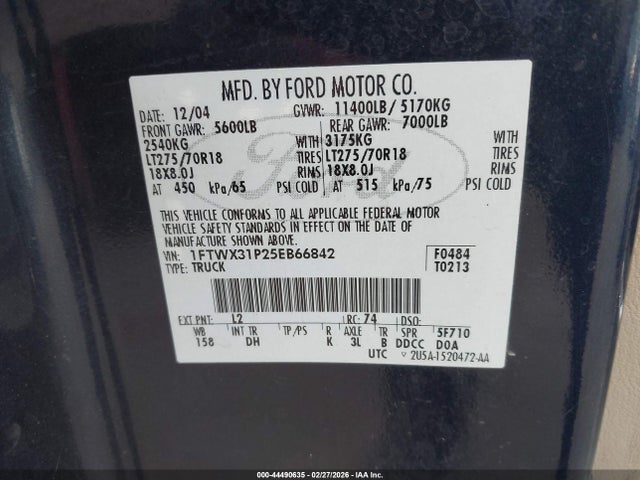 MFD. BY FORD MOTOR CO.
DATE: 12/04 GVWR: 11400LB/ 5170KG
FRONT GAWR: 5600LB REAR GAWR: 7000LB
2540KG WITH 3175KG WITH
LT275/70R18 TIRES LT275/70R18 TIRES
18X8.0J RIMS 18X8.0J RIMS
AT 450 kPa/65 PSI COLD AT 515 kPa/75 PSI COLD
Ford
THIS VEHICLE CONFORMS TO ALL APPLICABLE FEDERAL MOTOR
VEHICLE SAFETY STANDARDS IN EFFECT ON THE DATE OF
MANUFACTURE SHOWN ABOVE.
VIN: 1FTWX31P25EB66842 F0484
TYPE: TRUCK T0213
EXT PNT: L2 RC: 74 DSO:
WB INT TR TP/PS R AXLE TR SPR 5F710
158 DH K 3L B DDCC D0A
UTC 2U5A-1520472-AA
000-44490635 - 02/27/2026 - IAA Inc.